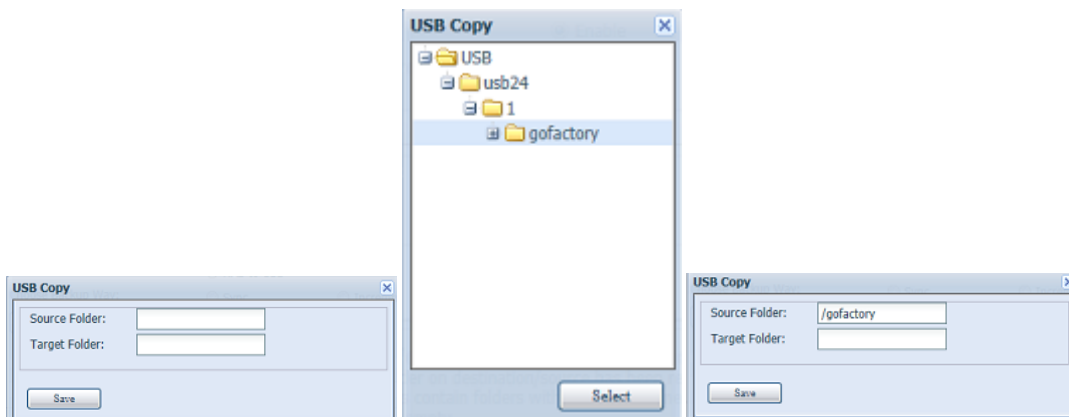 USB Copy
Source Folder:
Target Folder:
Save
USB Copy
USB
usb24
1
gofactory
Select
USB Copy
Source Folder: /gofactory
Target Folder:
Save